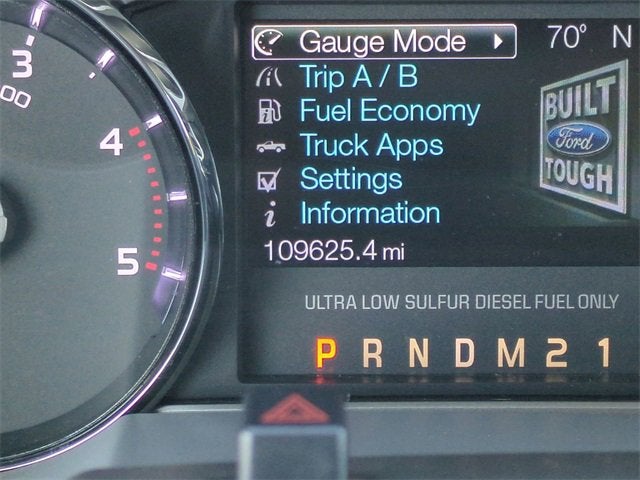 Gauge Mode
70° N
Trip A / B
Fuel Economy
Truck Apps
Settings
Information
109625.4 mi
BUILT
Ford
TOUGH
ULTRA LOW SULFUR DIESEL FUEL ONLY
P R N D M 2 1
3
00
4
5